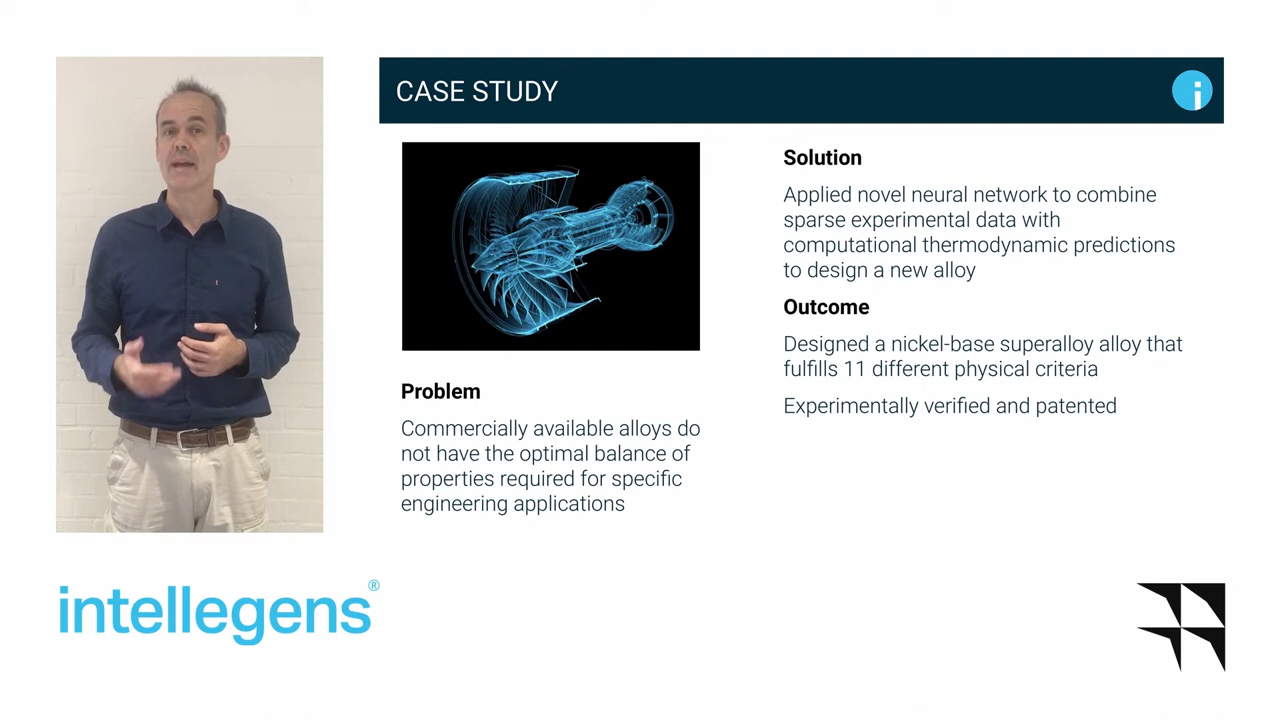 CASE STUDY
i
Problem
Commercially available alloys do
not have the optimal balance of
properties required for specific
engineering applications
Solution
Applied novel neural network to combine
sparse experimental data with
computational thermodynamic predictions
to design a new alloy
Outcome
Designed a nickel-base superalloy alloy that
fulfills 11 different physical criteria
Experimentally verified and patented
intellegens®